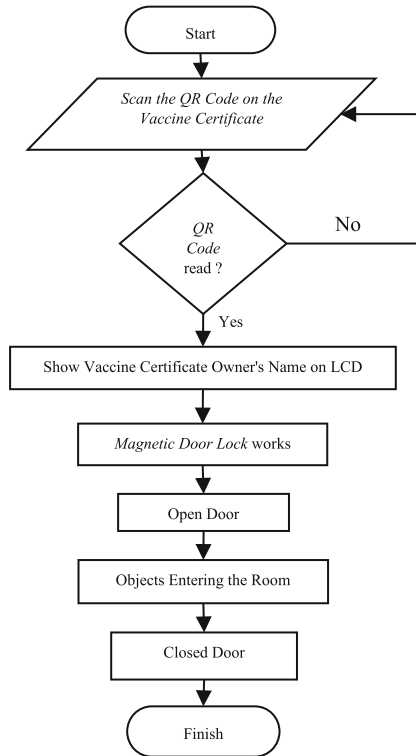 Start
Scan the QR Code on the
Vaccine Certificate
QR
Code
read ?
No
Yes
Show Vaccine Certificate Owner's Name on LCD
Magnetic Door Lock works
Open Door
Objects Entering the Room
Closed Door
Finish